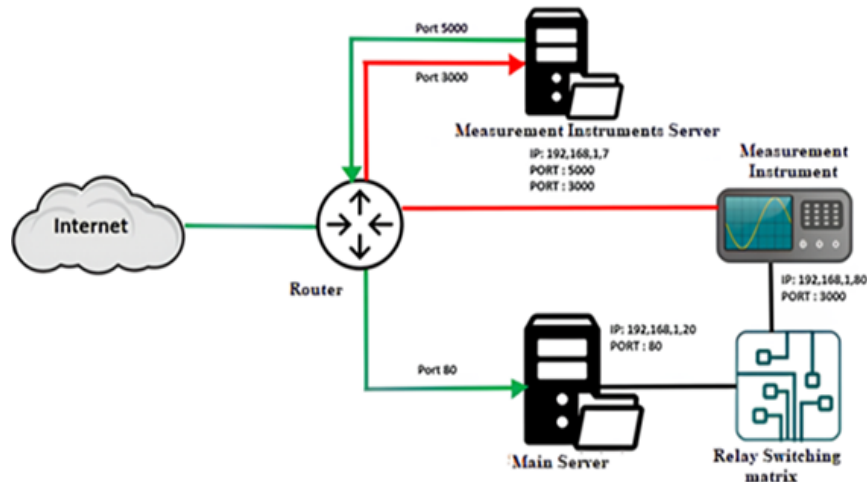 Port 5000
Port 3000
Measurement Instruments Server
IP: 192,168,1,7
PORT : 5000
PORT : 3000
Measurement
Instrument
Internet
Router
IP: 192,168,1,80
PORT : 3000
IP: 192,168,1,20
PORT : 80
Port 80
Main Server
Relay Switching
matrix